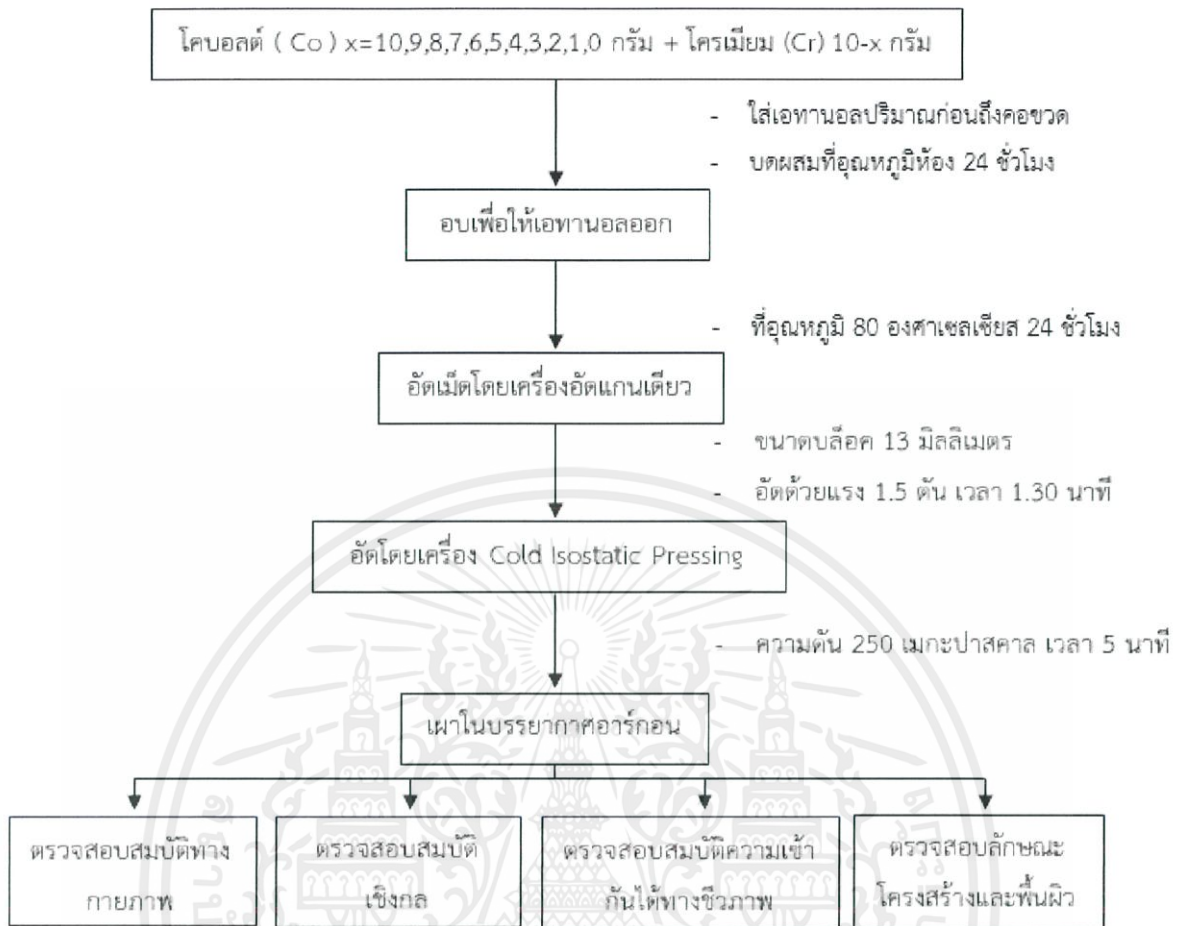 โคบอลต์ ( Co ) x=10,9,8,7,6,5,4,3,2,1,0 กรัม + โครเมียม (Cr) 10-x กรัม
- ใส่เอทานอลปริมาณก่อนถึงคอขวด
- บดผสมที่อุณหภูมิห้อง 24 ชั่วโมง
อบเพื่อให้เอทานอลออก
- ที่อุณหภูมิ 80 องศาเซลเซียส 24 ชั่วโมง
อัดเม็ดโดยเครื่องอัดแกนเดียว
- ขนาดบล็อค 13 มิลลิเมตร
- อัดด้วยแรง 1.5 ตัน เวลา 1.30 นาที
อัดโดยเครื่อง Cold Isostatic Pressing
- ความดัน 250 เมกะปาสคาล เวลา 5 นาที
เผาในบรรยากาศอาร์กอน
ตรวจสอบสมบัติทาง
กายภาพ
ตรวจสอบสมบัติ
เชิงกล
ตรวจสอบสมบัติความเข้า
กันได้ทางชีวภาพ
ตรวจสอบลักษณะ
โครงสร้างและพื้นผิว